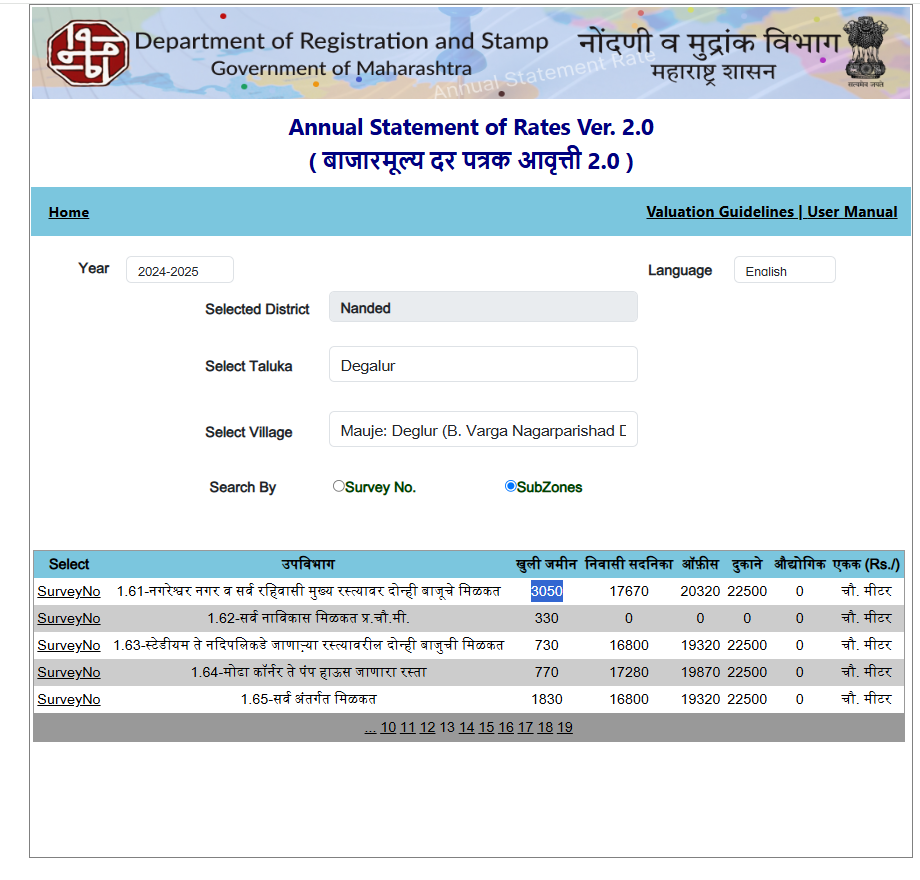 Department of Registration and Stamp
Government of Maharashtra
नोंदणी व मुद्रांक विभाग
महाराष्ट्र शासन
सत्यमेव जयते
Annual Statement Rate
Annual Statement of Rates Ver. 2.0
( बाजारमूल्य दर पत्रक आवृत्ती 2.0 )
Home Valuation Guidelines | User Manual
Year 2024-2025 Language English
Selected District Nanded
Select Taluka Degalur
Select Village Mauje: Deglur (B. Varga Nagarparishad D
Search By Survey No. SubZones
Select उपविभाग खुली जमीन निवासी सदनिका ऑफ़ीस दुकाने औद्योगिक एकक (Rs./)
SurveyNo 1.61-नगरेश्वर नगर व सर्व रहिवासी मुख्य रस्त्यावर दोन्ही बाजूचे मिळकत 3050 17670 20320 22500 0 चौ. मीटर
SurveyNo 1.62-सर्व नाविकास मिळकत प्र.चौ.मी. 330 0 0 0 0 चौ. मीटर
SurveyNo 1.63-स्टेडीयम ते नदिपलिकडे जाणाऱ्या रस्त्यावरील दोन्ही बाजुची मिळकत 730 16800 19320 22500 0 चौ. मीटर
SurveyNo 1.64-मोढा कॉर्नर ते पंप हाऊस जाणारा रस्ता 770 17280 19870 22500 0 चौ. मीटर
SurveyNo 1.65-सर्व अंतर्गत मिळकत 1830 16800 19320 22500 0 चौ. मीटर
... 10 11 12 13 14 15 16 17 18 19